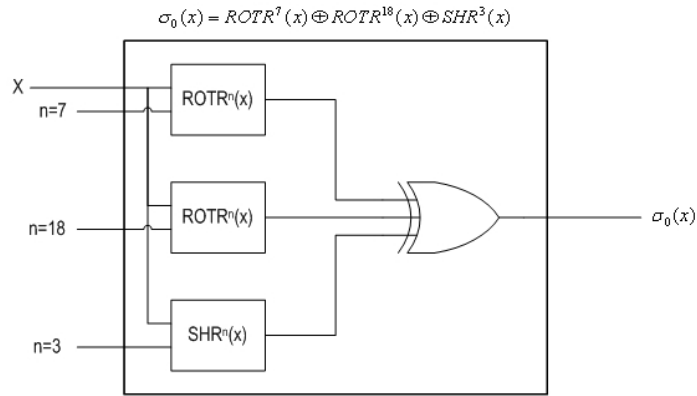 σ₀(x) = ROTR⁷(x) ⊕ ROTR¹⁸(x) ⊕ SHR³(x)
X
n=7
ROTRⁿ(x)
n=18
ROTRⁿ(x)
σ₀(x)
n=3
SHRⁿ(x)